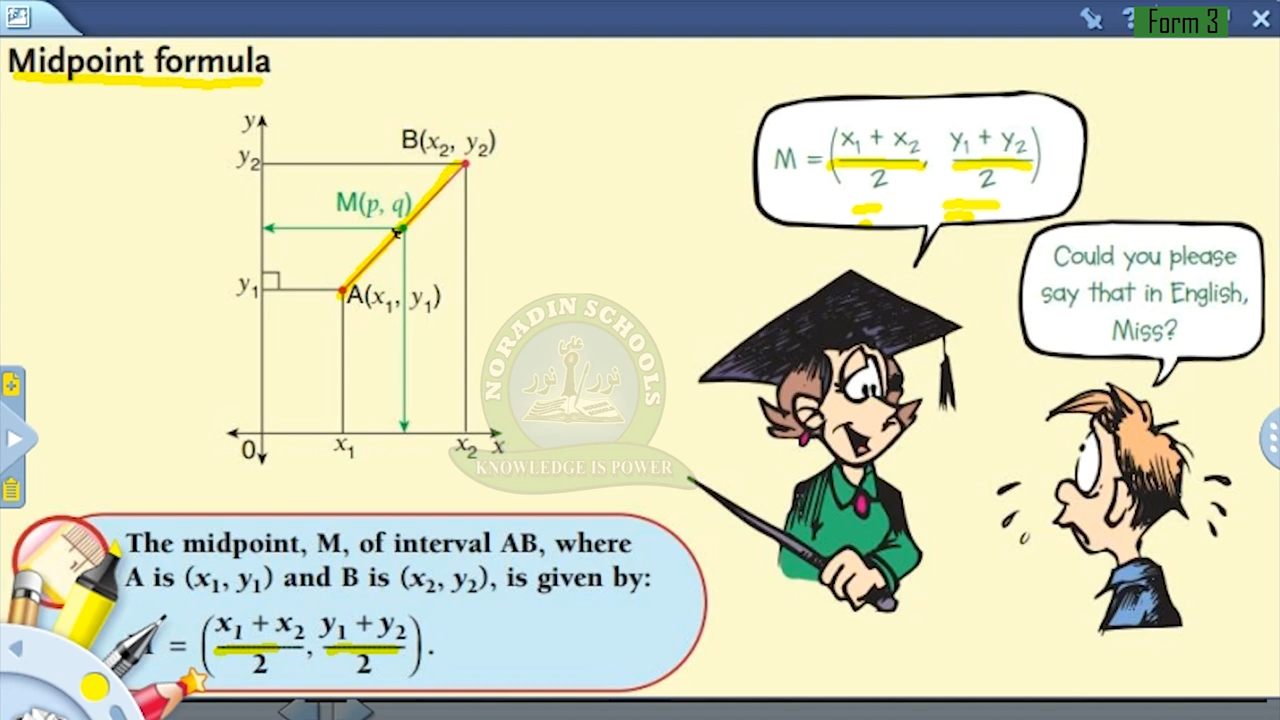 Form 3
Midpoint formula
y
y₂
B(x₂, y₂)
M(p, q)
y₁
A(x₁, y₁)
0
x₁
x₂
x
M = (x₁ + x₂ / 2, y₁ + y₂ / 2)
Could you please
say that in English,
Miss?
NORADIN SCHOOLS
نور
نور
KNOWLEDGE IS POWER
The midpoint, M, of interval AB, where
A is (x₁, y₁) and B is (x₂, y₂), is given by:
= (x₁ + x₂ / 2, y₁ + y₂ / 2).